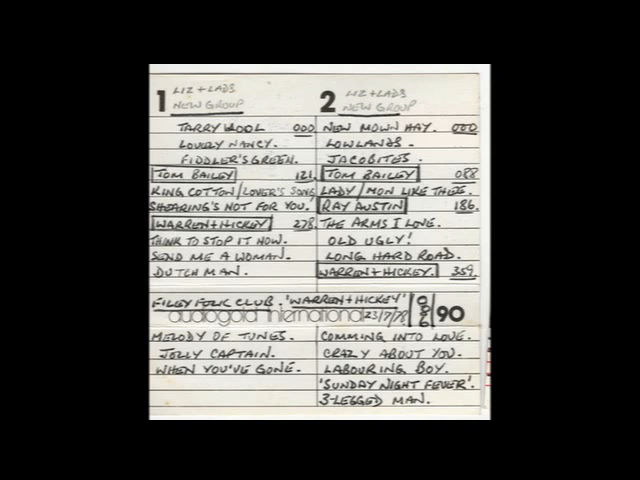 1 LIZ + LADS
NEW GROUP
TARRY WOOL 000.
LOVELY NANCY.
FIDDLER'S GREEN.
TOM BAILEY 121.
KING COTTON / LOVER'S SONG
SHEARING'S NOT FOR YOU.
WARREN + HICKEY 278.
THINK TO STOP IT NOW.
SEND ME A WOMAN.
DUTCH MAN.
2 LIZ + LADS
NEW GROUP
NEW MOWN HAY. 000
LOWLANDS.
JACOBITES.
TOM BAILEY 088
LADY / MON LIKE THEE.
RAY AUSTIN 186.
THE ARMS I LOVE.
OLD UGLY!
LONG HARD ROAD.
WARREN + HICKEY. 359.
FILEY FOLK CLUB. 'WARREN + HICKEY'
audiogold international 23/7/78. 90
MELODY OF TUNES.
JOLLY CAPTAIN.
WHEN YOU'VE GONE.
COMMING INTO LOVE.
CRAZY ABOUT YOU.
LABOURING BOY.
'SUNDAY NIGHT FEVER'.
3-LEGGED MAN.